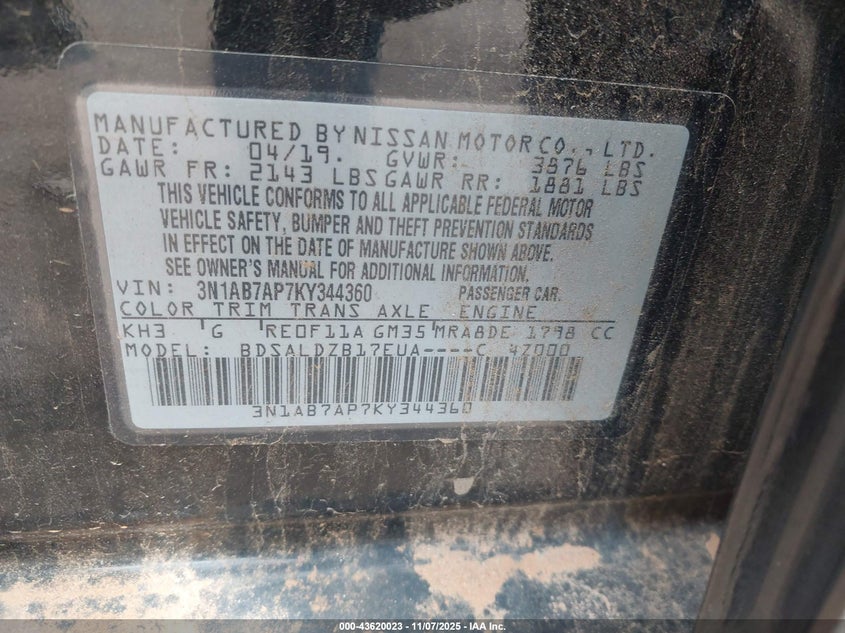 MANUFACTURED BY NISSAN MOTOR CO., LTD.
DATE: 04/19. GVWR: 3876 LBS
GAWR FR: 2143 LBS GAWR RR: 1881 LBS
THIS VEHICLE CONFORMS TO ALL APPLICABLE FEDERAL MOTOR
VEHICLE SAFETY, BUMPER AND THEFT PREVENTION STANDARDS
IN EFFECT ON THE DATE OF MANUFACTURE SHOWN ABOVE.
SEE OWNER'S MANUAL FOR ADDITIONAL INFORMATION.
VIN: 3N1AB7AP7KY344360 PASSENGER CAR.
COLOR TRIM TRANS AXLE ENGINE
KH3 G RE0F11A GM35 MRA8DE 1798 CC
MODEL: BDSALDZB17EUA----C 4Z000
3N1AB7AP7KY344360
000-43620023 - 11/07/2025 - IAA Inc.